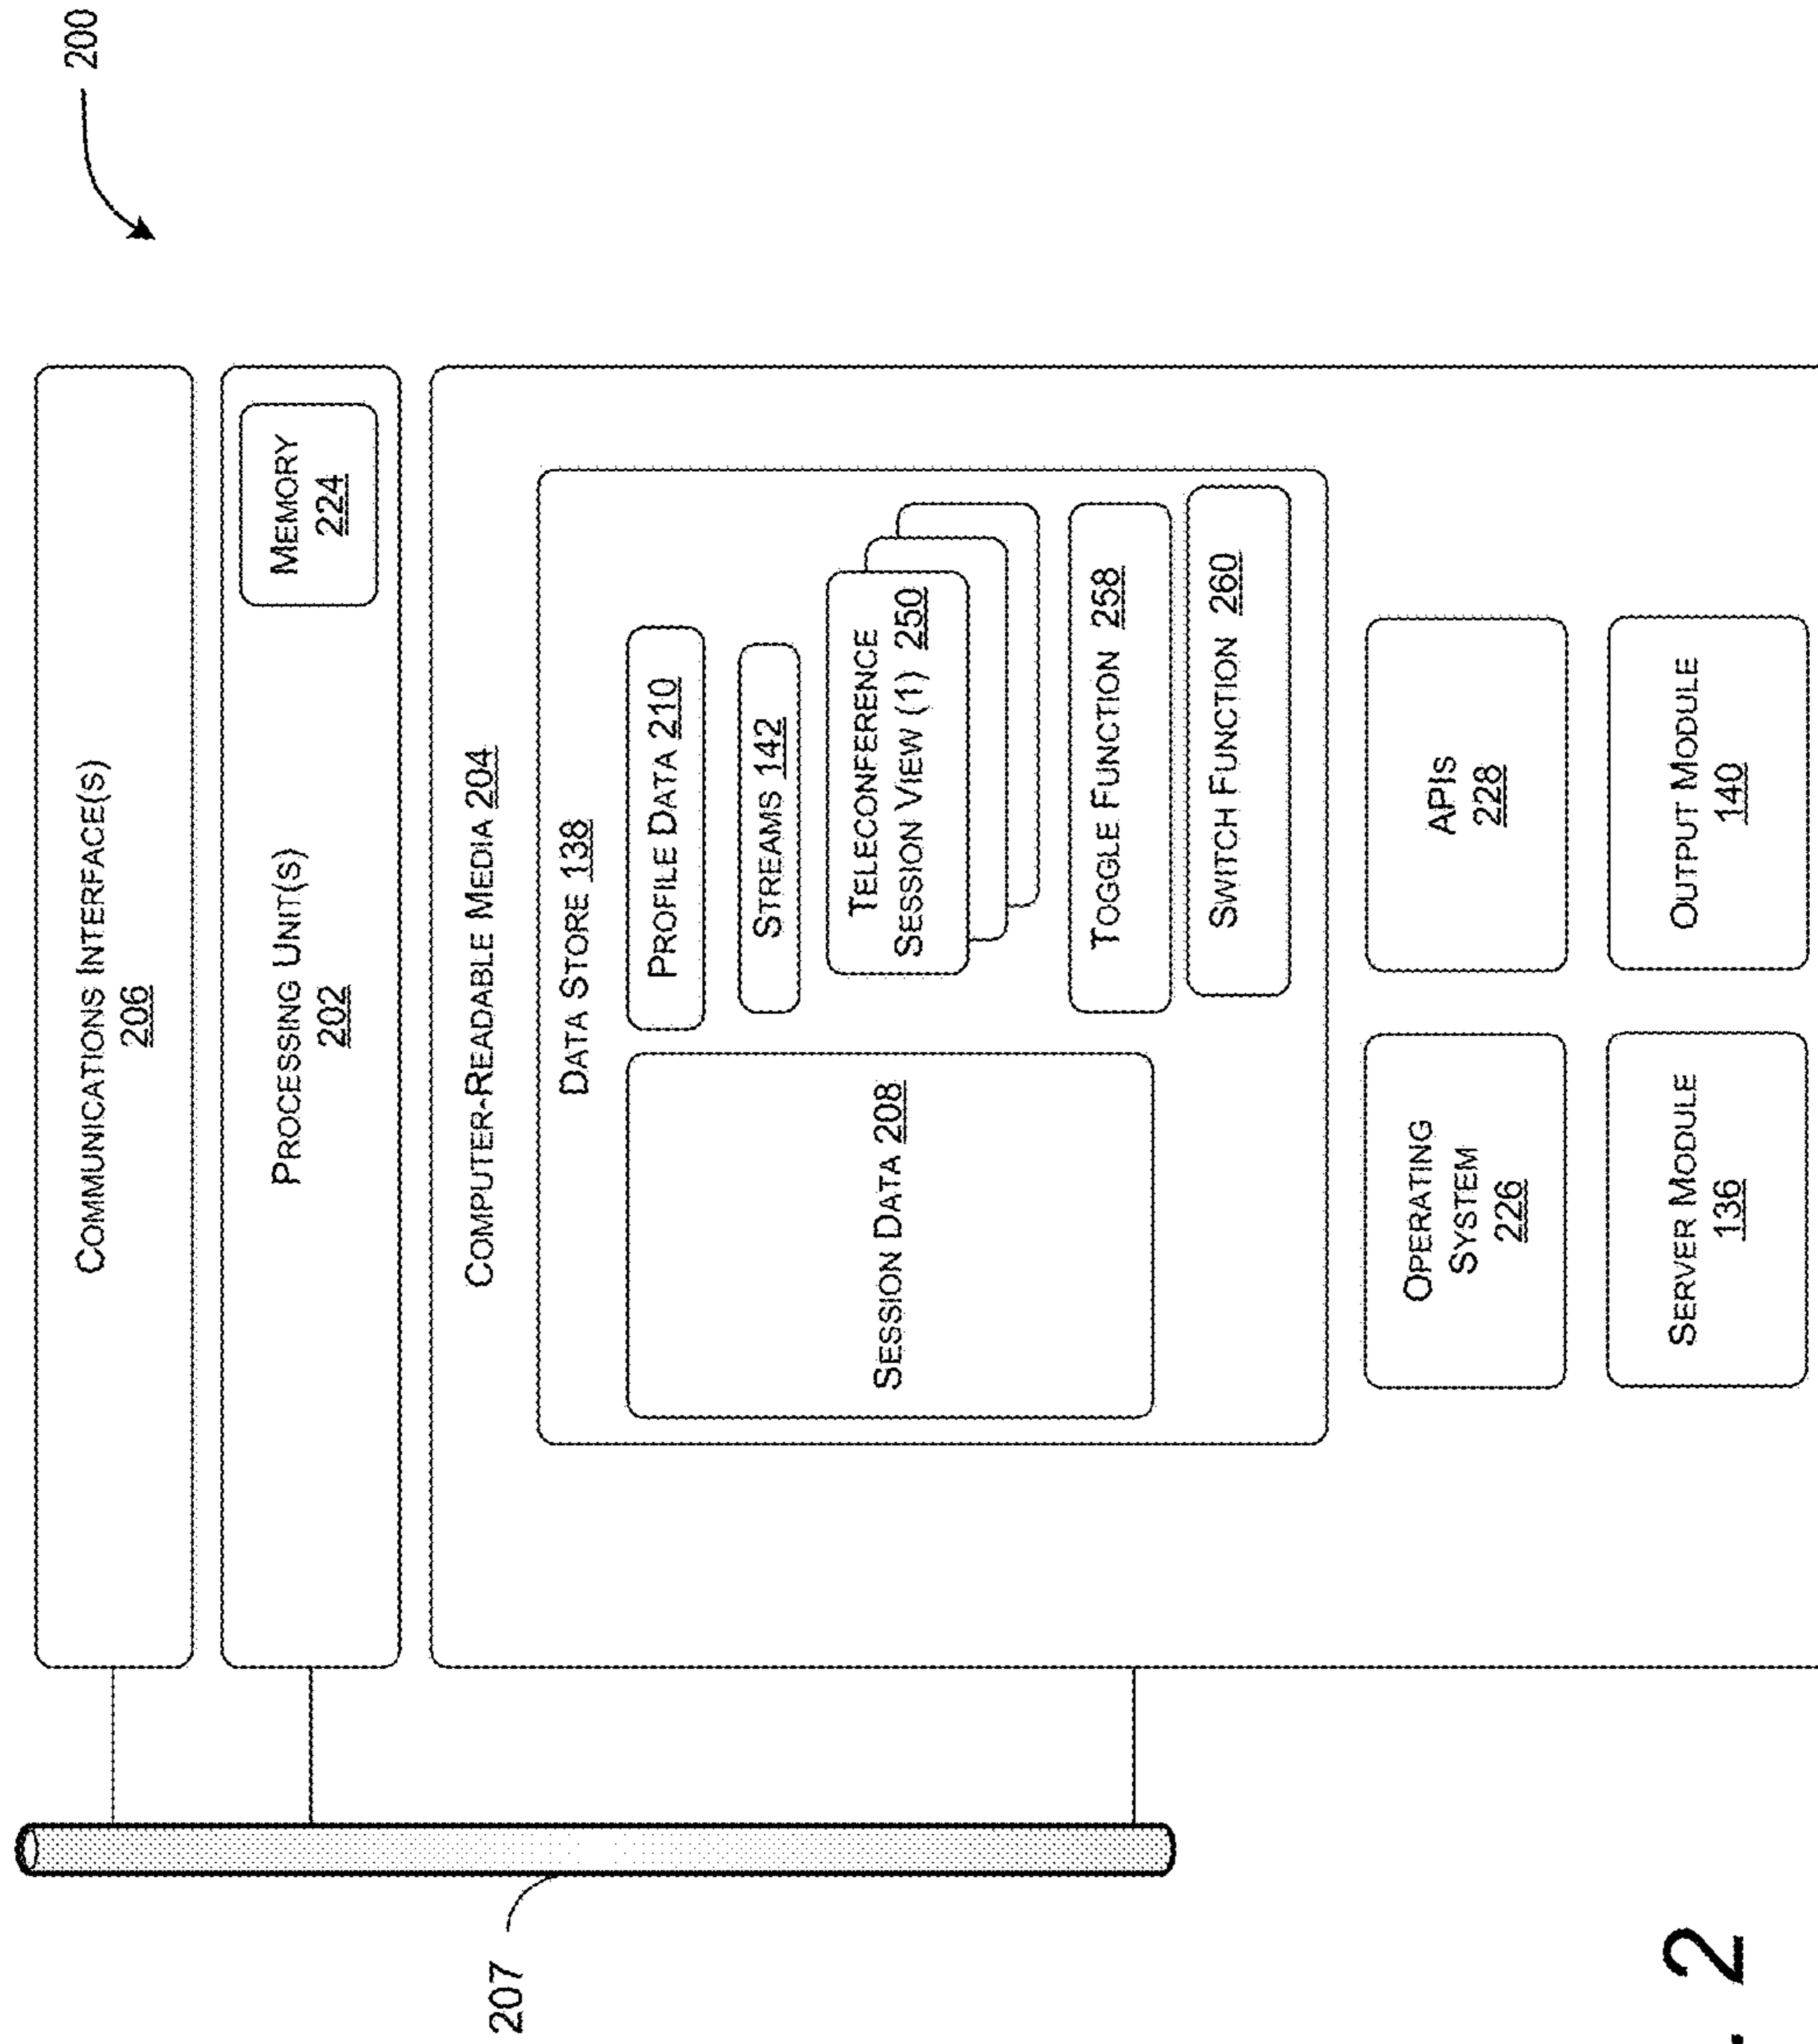 200
COMMUNICATIONS INTERFACE(S)
206
PROCESSING UNIT(S)
202
MEMORY
224
COMPUTER-READABLE MEDIA 204
DATA STORE 138
SESSION DATA 208
PROFILE DATA 210
STREAMS 142
TELECONFERENCE
SESSION VIEW (1) 250
TOGGLE FUNCTION 258
SWITCH FUNCTION 260
OPERATING
SYSTEM
226
APIS
228
SERVER MODULE
136
OUTPUT MODULE
140
207
. 2